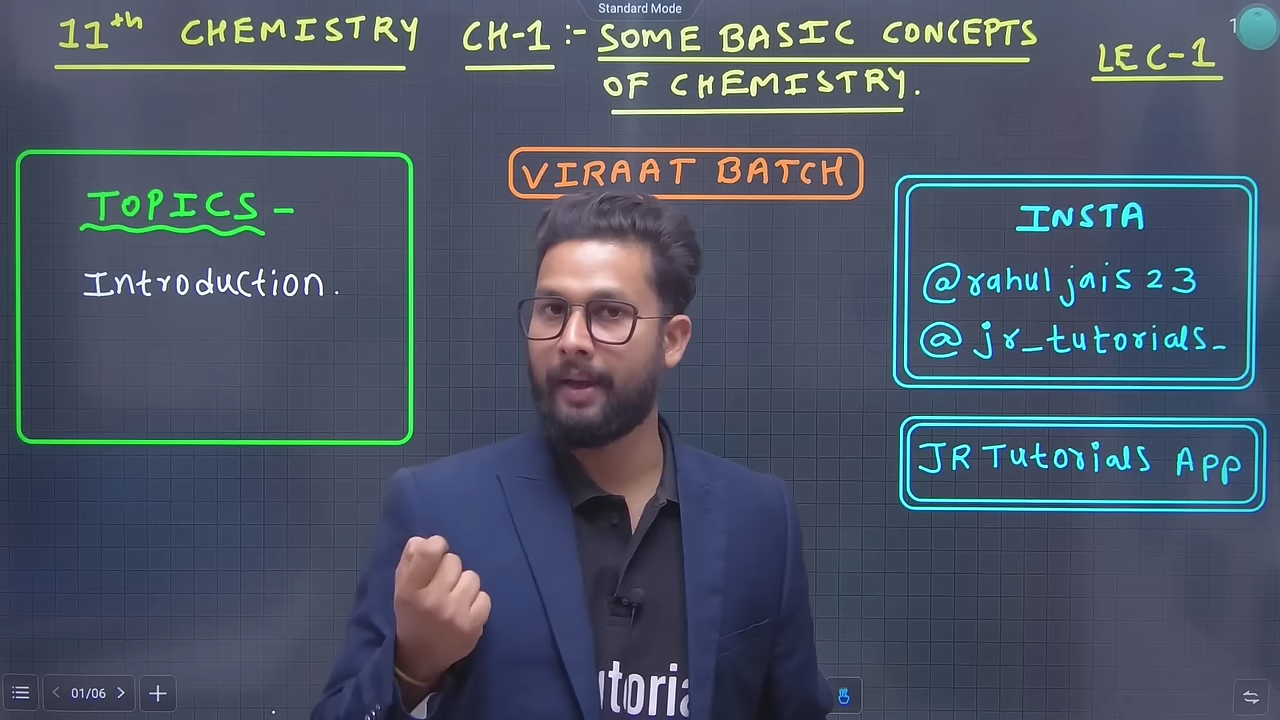 Standard Mode
11th CHEMISTRY CH-1 :- SOME BASIC CONCEPTS
OF CHEMISTRY.
LEC-1
TOPICS -
Introduction.
VIRAAT BATCH
INSTA
@rahuljais23
@jr_tutorials_
JR Tutorials App
utoria
01/06